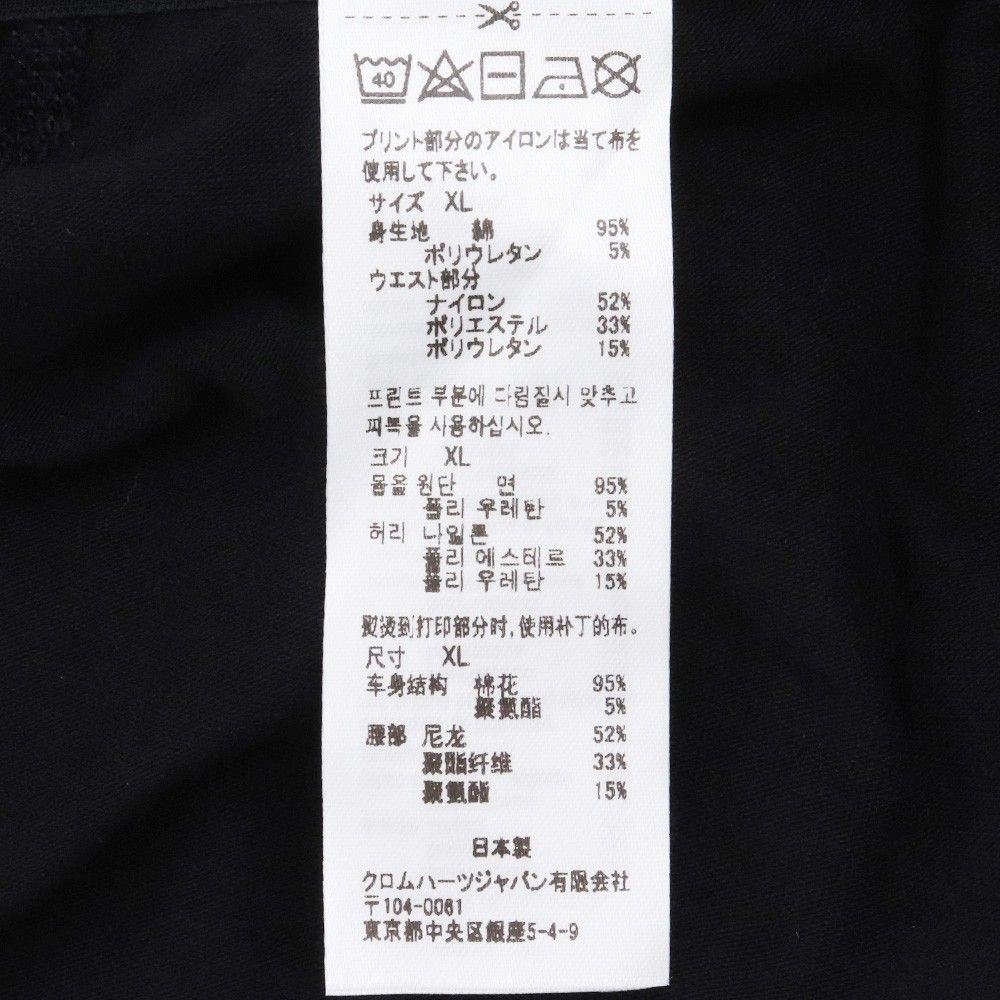 40
プリント部分のアイロンは当て布を
使用して下さい。
サイズ XL
身生地 綿 95%
ポリウレタン 5%
ウエスト部分
ナイロン 52%
ポリエステル 33%
ポリウレタン 15%
프린트 부분에 다림질시 맞추고
피복을 사용하십시오.
크기 XL
몸을 원단 면 95%
폴리 우레탄 5%
허리 나일론 52%
폴리 에스테르 33%
폴리 우레탄 15%
熨烫到打印部分时,使用补丁的布。
尺寸 XL
车身结构 棉花 95%
聚氨酯 5%
腰部 尼龙 52%
聚酯纤维 33%
聚氨酯 15%
日本製
クロムハーツジャパン有限会社
〒104-0061
東京都中央区銀座5-4-9